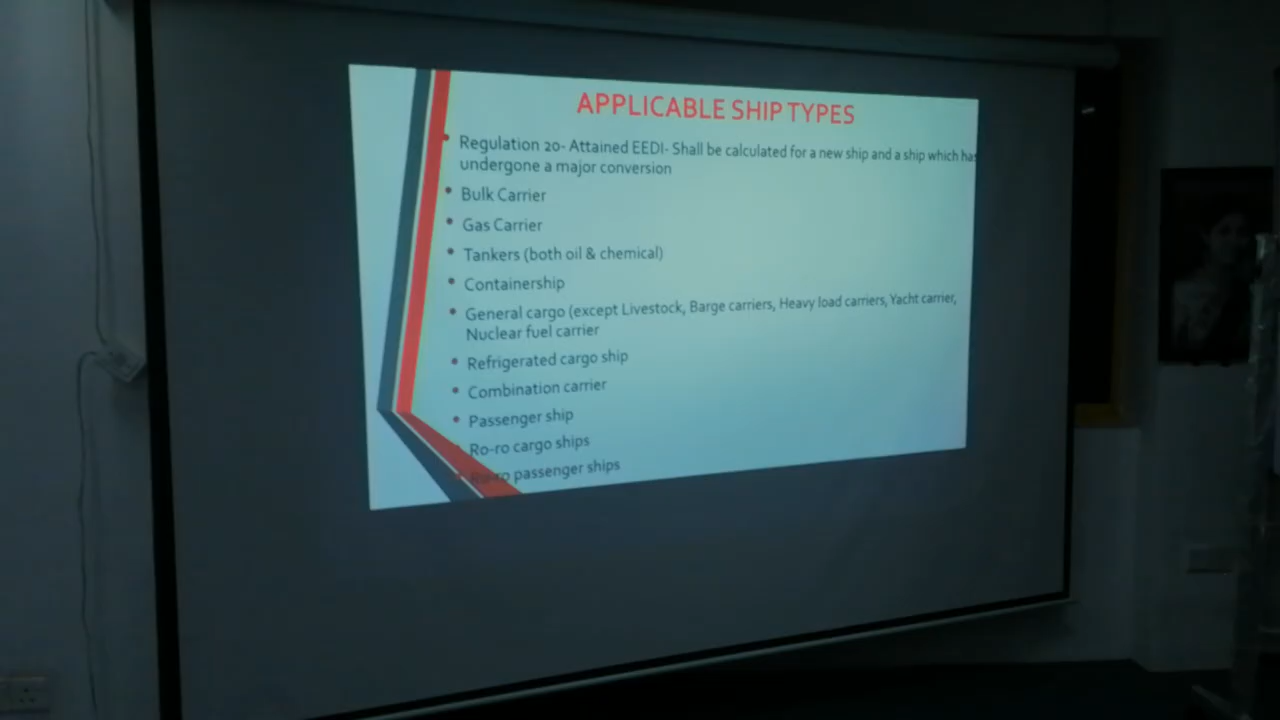 APPLICABLE SHIP TYPES
Regulation 20- Attained EEDI- Shall be calculated for a new ship and a ship which has
undergone a major conversion
Bulk Carrier
Gas Carrier
Tankers (both oil & chemical)
Containership
General cargo (except Livestock, Barge carriers, Heavy load carriers, Yacht carrier,
Nuclear fuel carrier
Refrigerated cargo ship
Combination carrier
Passenger ship
Ro-ro cargo ships
Ro-ro passenger ships